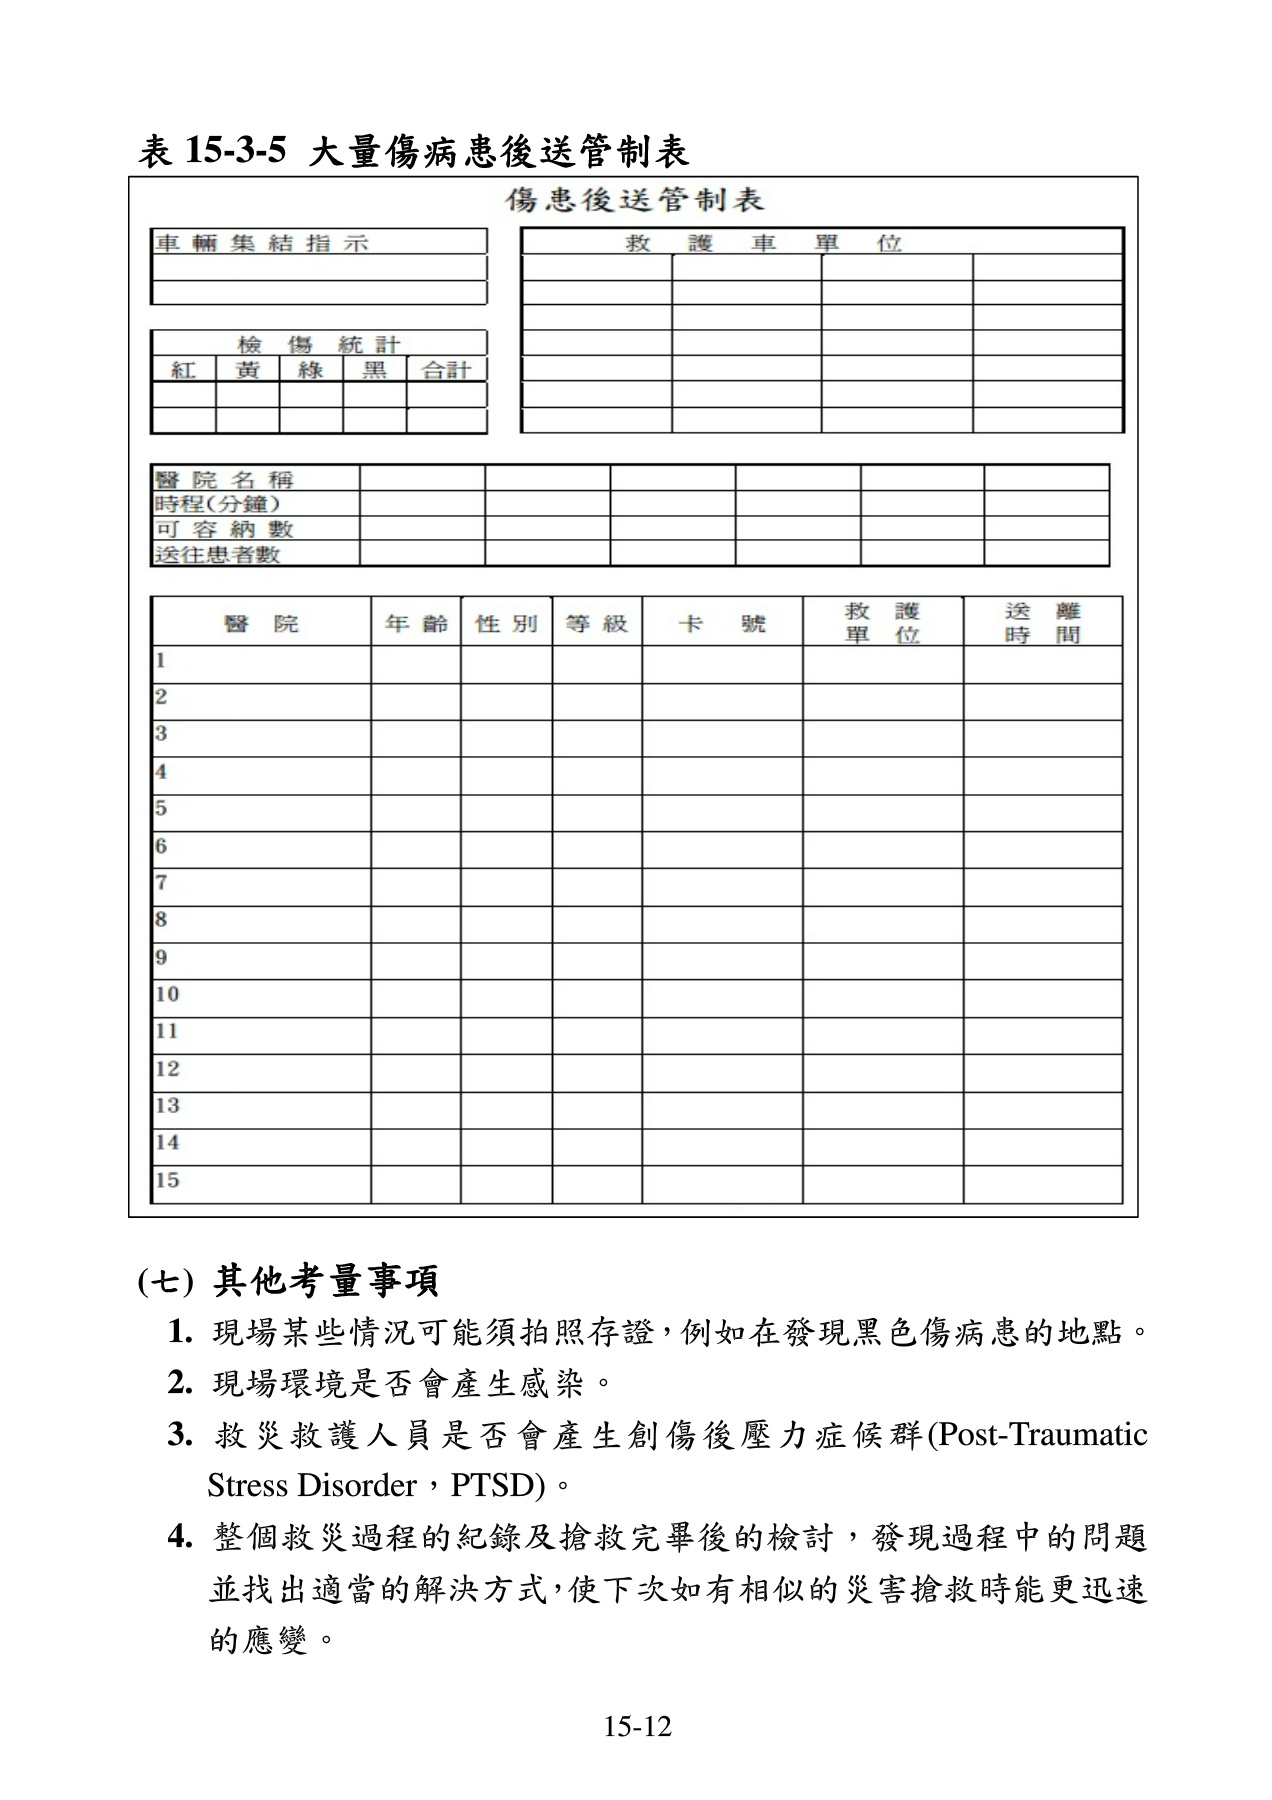 表 15-3-5 大量傷病患後送管制表
傷患後送管制表
車輛集結指示
救護車單位
檢傷統計
紅 黃 綠 黑 合計
醫院名稱
時程(分鐘)
可容納數
送往患者數
醫院 年齡 性別 等級 卡號 救護單位 送離時間
1
2
3
4
5
6
7
8
9
10
11
12
13
14
15
(七) 其他考量事項
1. 現場某些情況可能須拍照存證，例如在發現黑色傷病患的地點。
2. 現場環境是否會產生感染。
3. 救災救護人員是否會產生創傷後壓力症候群(Post-Traumatic
Stress Disorder，PTSD)。
4. 整個救災過程的紀錄及搶救完畢後的檢討，發現過程中的問題
並找出適當的解決方式，使下次如有相似的災害搶救時能更迅速
的應變。
15-12